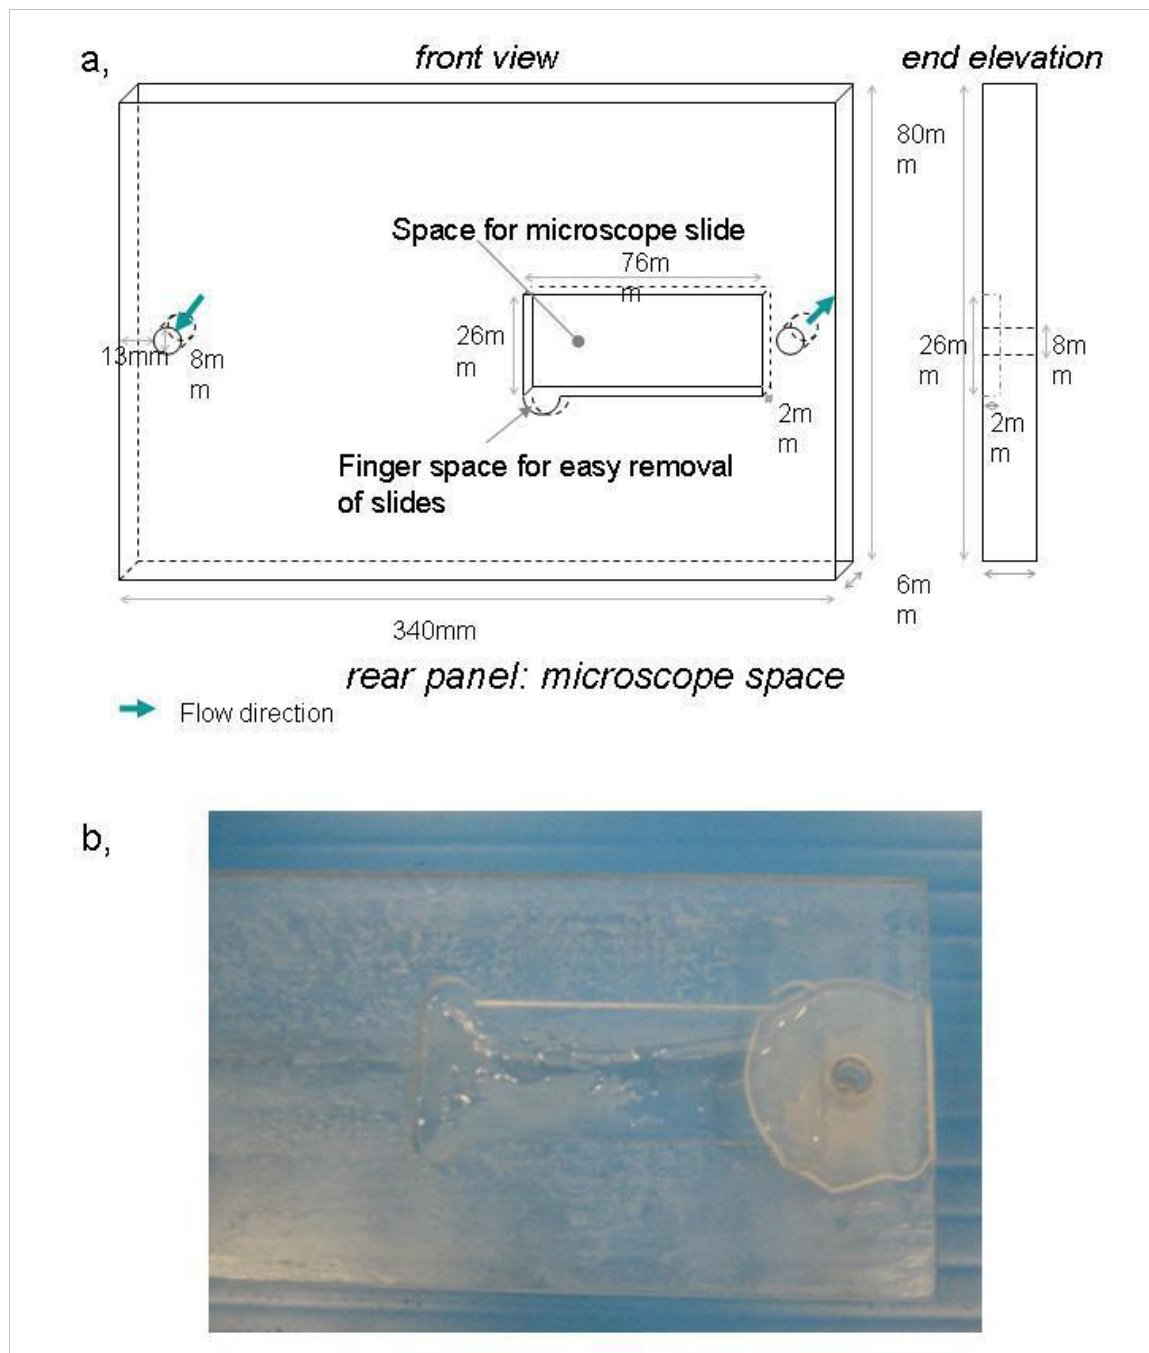 a,
front view
end elevation
80m
m
Space for microscope slide
76m
m
26m
m
13mm
8m
m
26m
m
8m
m
2m
m
2m
m
Finger space for easy removal
of slides
6m
m
340mm
rear panel: microscope space
Flow direction
b,